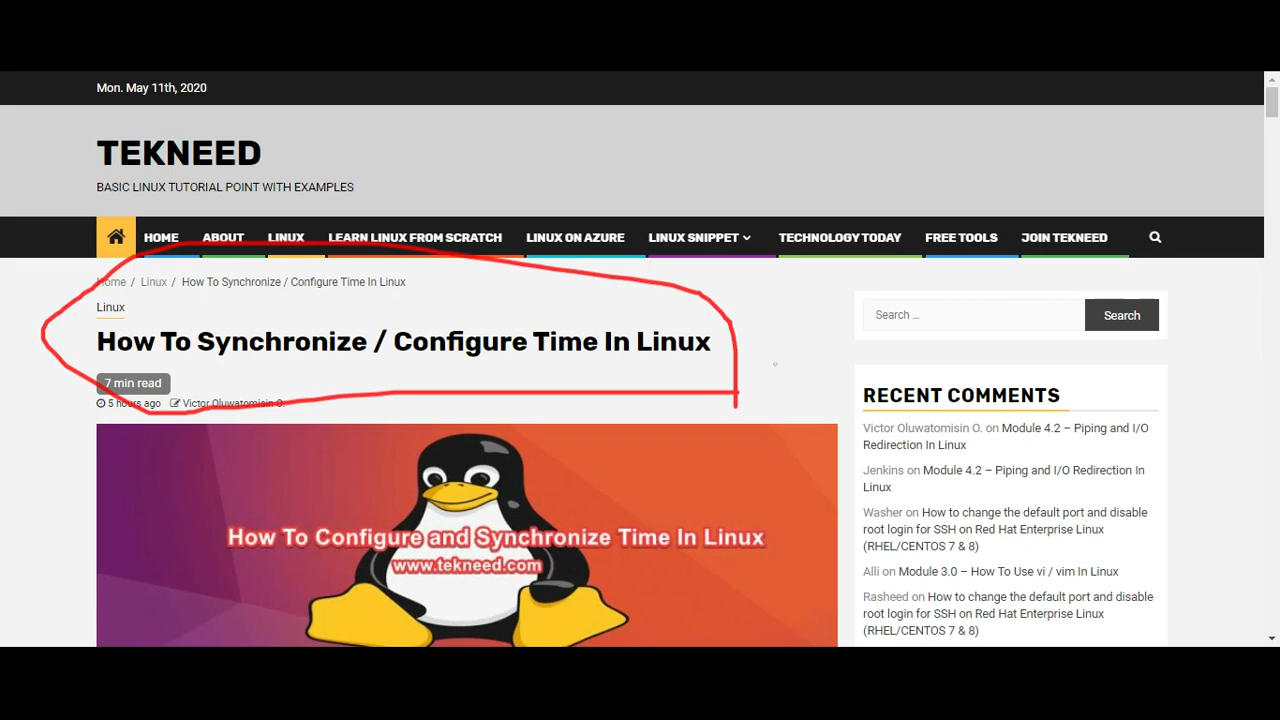 Mon. May 11th, 2020
TEKNEED
BASIC LINUX TUTORIAL POINT WITH EXAMPLES
HOME ABOUT LINUX LEARN LINUX FROM SCRATCH LINUX ON AZURE LINUX SNIPPET TECHNOLOGY TODAY FREE TOOLS JOIN TEKNEED
Home / Linux / How To Synchronize / Configure Time In Linux
Linux
How To Synchronize / Configure Time In Linux
7 min read
5 hours ago Victor Oluwatomisin O.
How To Configure and Synchronize Time In Linux
www.tekneed.com
Search ...
Search
RECENT COMMENTS
Victor Oluwatomisin O. on Module 4.2 – Piping and I/O
Redirection In Linux
Jenkins on Module 4.2 – Piping and I/O Redirection In
Linux
Washer on How to change the default port and disable
root login for SSH on Red Hat Enterprise Linux
(RHEL/CENTOS 7 & 8)
Alli on Module 3.0 – How To Use vi / vim In Linux
Rasheed on How to change the default port and disable
root login for SSH on Red Hat Enterprise Linux
(RHEL/CENTOS 7 & 8)